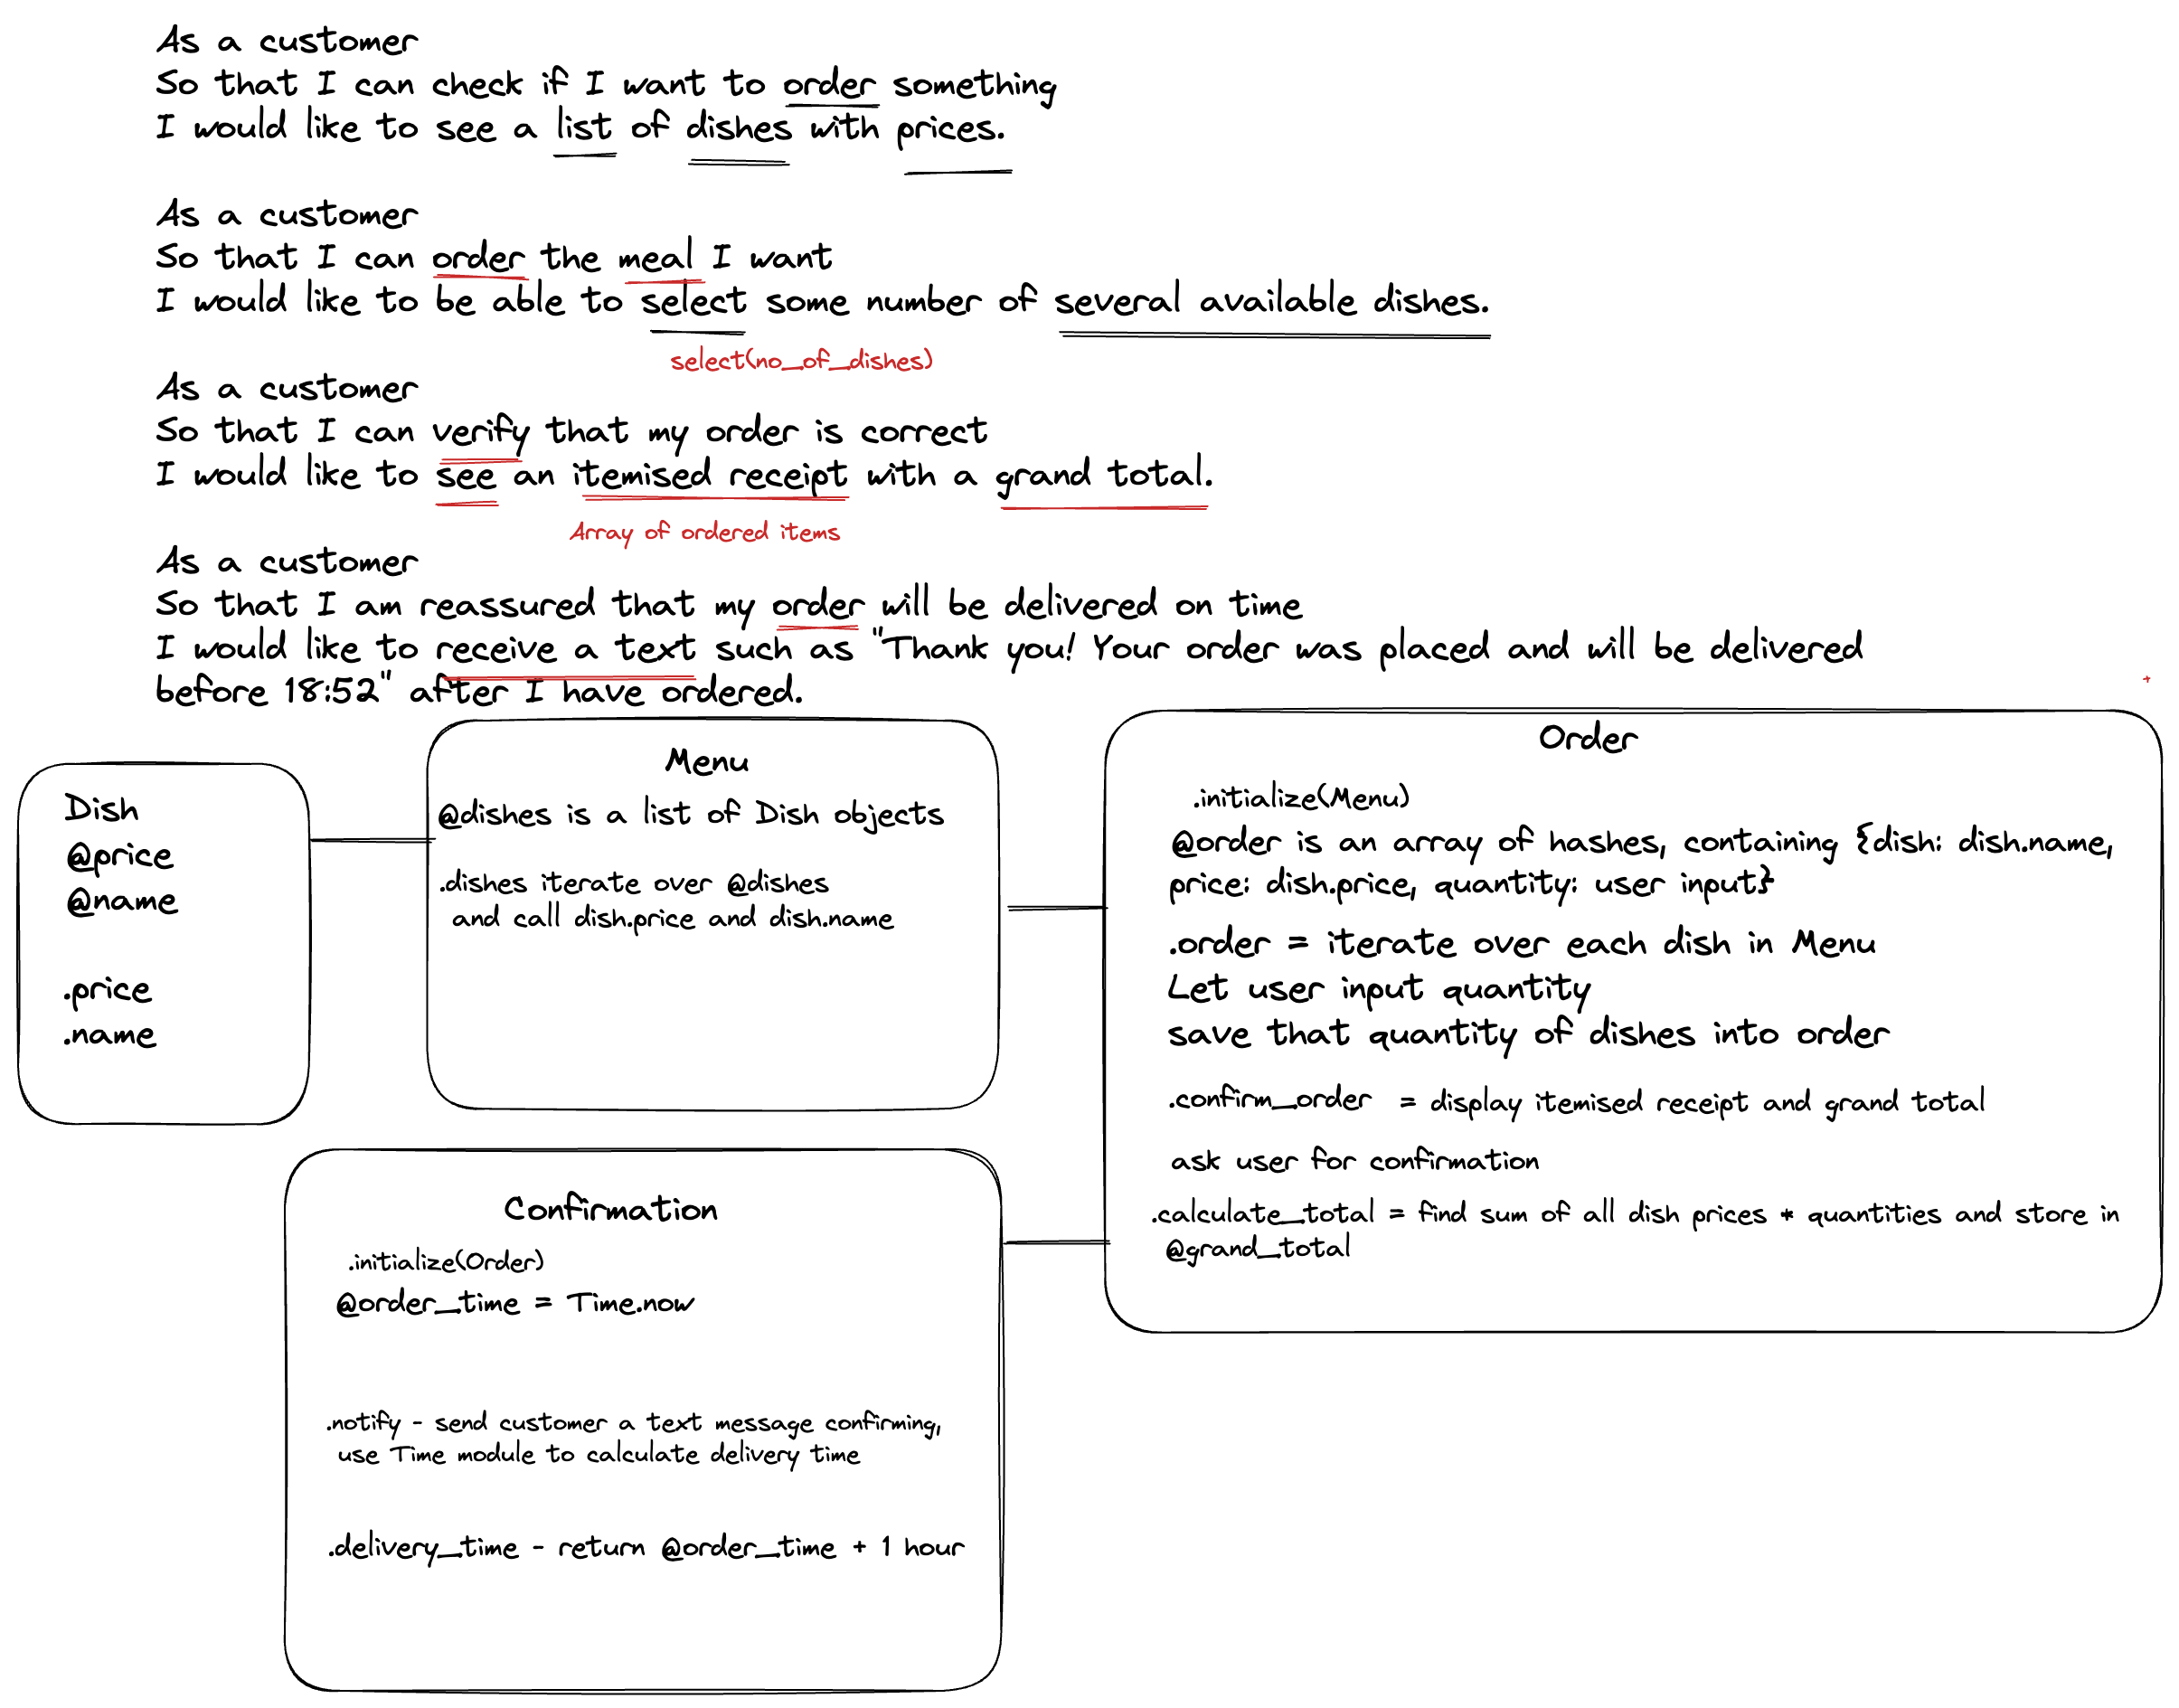 As a customer
So that I can check if I want to order something
I would like to see a list of dishes with prices.
As a customer
So that I can order the meal I want
I would like to be able to select some number of several available dishes.
select(no_of_dishes)
As a customer
So that I can verify that my order is correct
I would like to see an itemised receipt with a grand total.
Array of ordered items
As a customer
So that I am reassured that my order will be delivered on time
I would like to receive a text such as "Thank you! Your order was placed and will be delivered
before 18:52" after I have ordered.
Dish
@price
@name
.price
.name
Menu
@dishes is a list of Dish objects
.dishes iterate over @dishes
and call dish.price and dish.name
Order
.initialize(Menu)
@order is an array of hashes, containing {dish: dish.name,
price: dish.price, quantity: user input}
.order = iterate over each dish in Menu
Let user input quantity
save that quantity of dishes into order
.confirm_order = display itemised receipt and grand total
ask user for confirmation
.calculate_total = find sum of all dish prices * quantities and store in
@grand_total
Confirmation
.initialize(Order)
@order_time = Time.now
.notify - send customer a text message confirming,
use Time module to calculate delivery time
.delivery_time - return @order_time + 1 hour